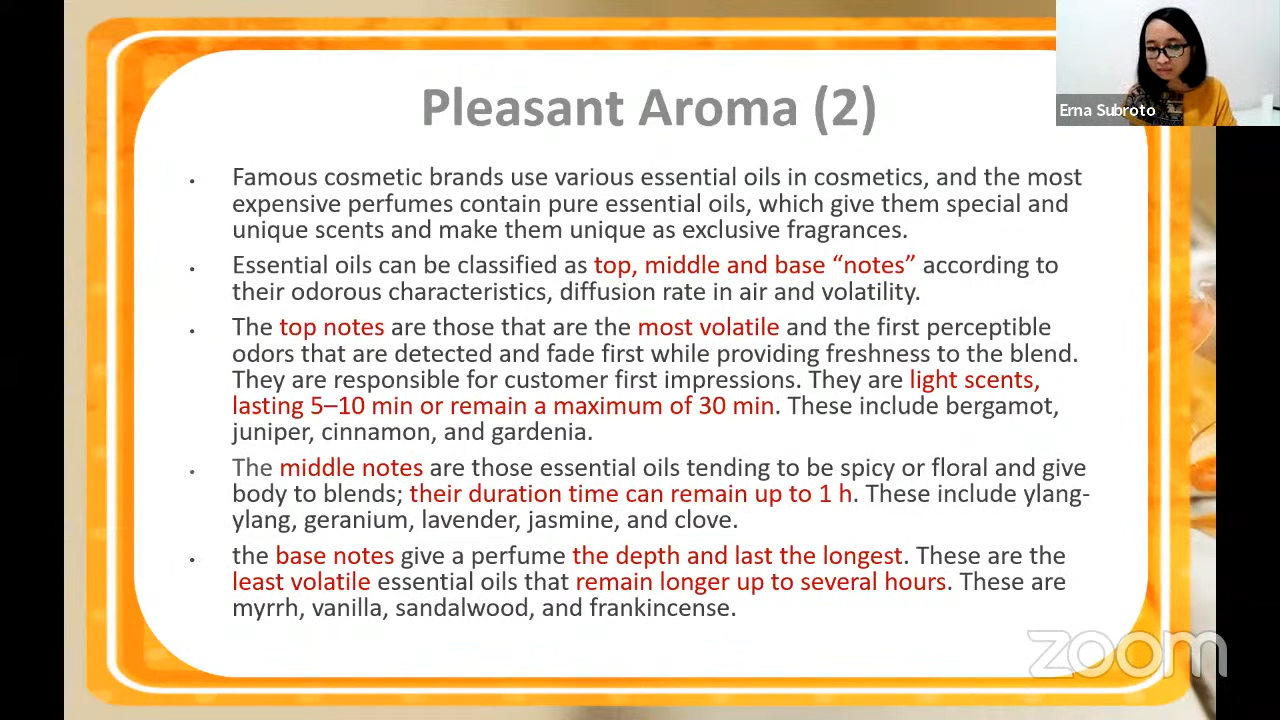 Pleasant Aroma (2)
Erna Subroto
• Famous cosmetic brands use various essential oils in cosmetics, and the most
expensive perfumes contain pure essential oils, which give them special and
unique scents and make them unique as exclusive fragrances.
• Essential oils can be classified as top, middle and base “notes” according to
their odorous characteristics, diffusion rate in air and volatility.
• The top notes are those that are the most volatile and the first perceptible
odors that are detected and fade first while providing freshness to the blend.
They are responsible for customer first impressions. They are light scents,
lasting 5–10 min or remain a maximum of 30 min. These include bergamot,
juniper, cinnamon, and gardenia.
• The middle notes are those essential oils tending to be spicy or floral and give
body to blends; their duration time can remain up to 1 h. These include ylang-
ylang, geranium, lavender, jasmine, and clove.
• the base notes give a perfume the depth and last the longest. These are the
least volatile essential oils that remain longer up to several hours. These are
myrrh, vanilla, sandalwood, and frankincense.
zoom